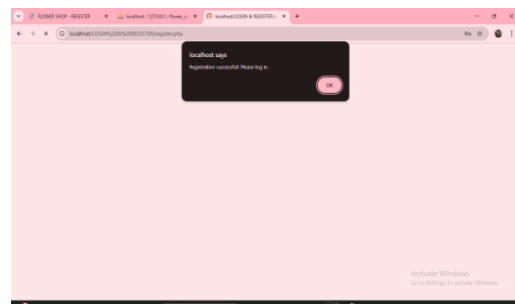 FLOWER SHOP - REGISTER
localhost / 127.0.0.1 / flower_s
localhost/LOGIN & REGISTER/r
localhost/LOGIN%20&%20REGISTER/register.php
localhost says
Registration successful! Please log in.
OK
Activate Windows
Go to Settings to activate Windows.